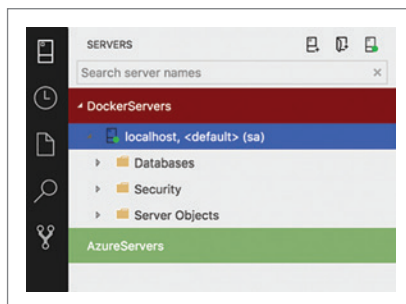 SERVERS
Search server names
DockerServers
localhost, <default> (sa)
Databases
Security
Server Objects
AzureServers